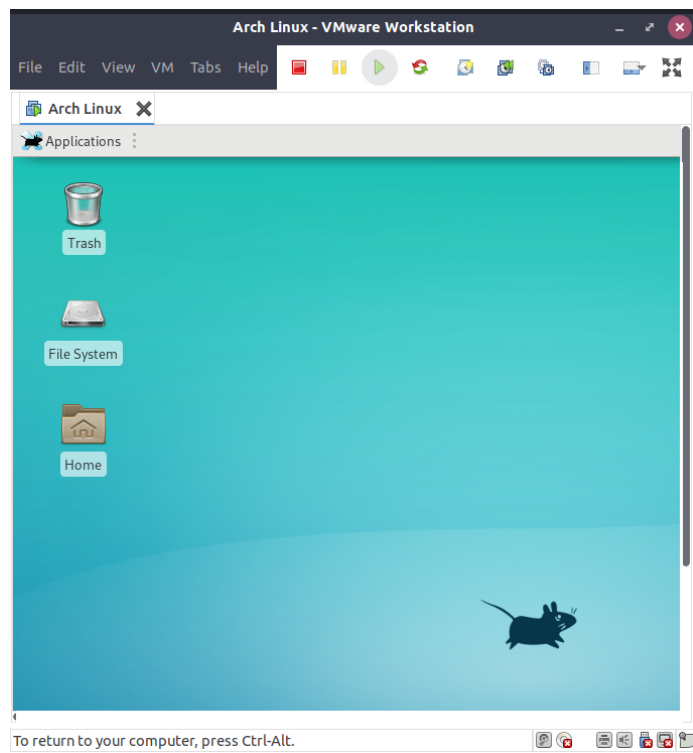 Arch Linux - VMware Workstation
File Edit View VM Tabs Help
Arch Linux
Applications
Trash
File System
Home
To return to your computer, press Ctrl-Alt.